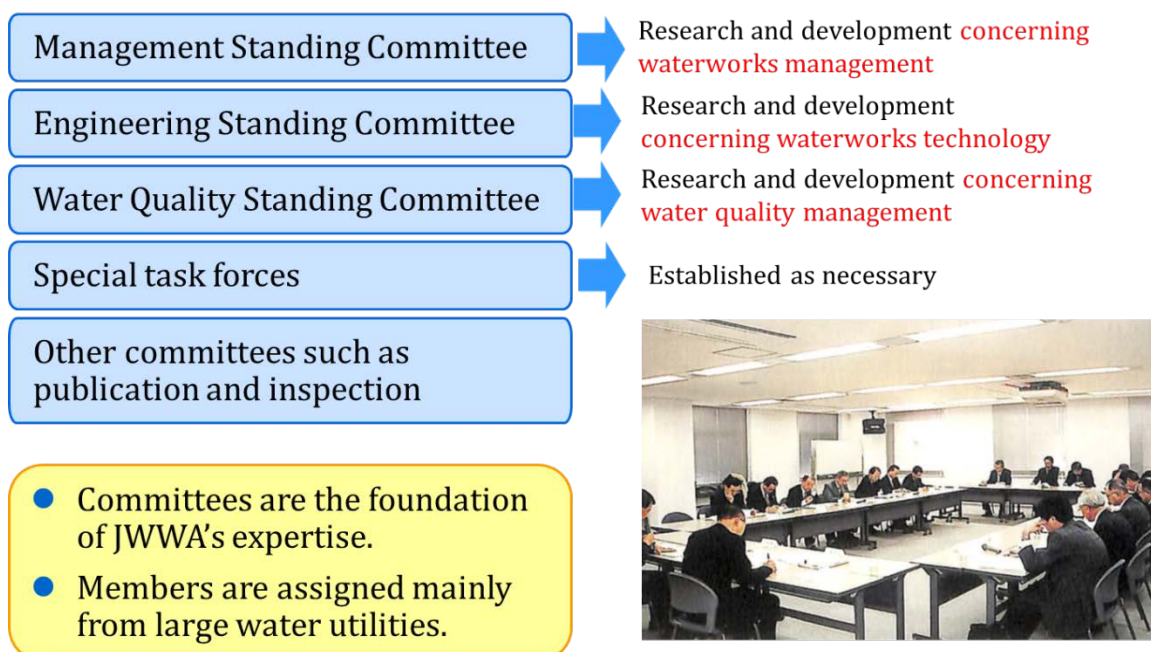 Management Standing Committee
Research and development concerning
waterworks management
Engineering Standing Committee
Research and development
concerning waterworks technology
Water Quality Standing Committee
Research and development concerning
water quality management
Special task forces
Established as necessary
Other committees such as
publication and inspection
● Committees are the foundation
of JWWA’s expertise.
● Members are assigned mainly
from large water utilities.